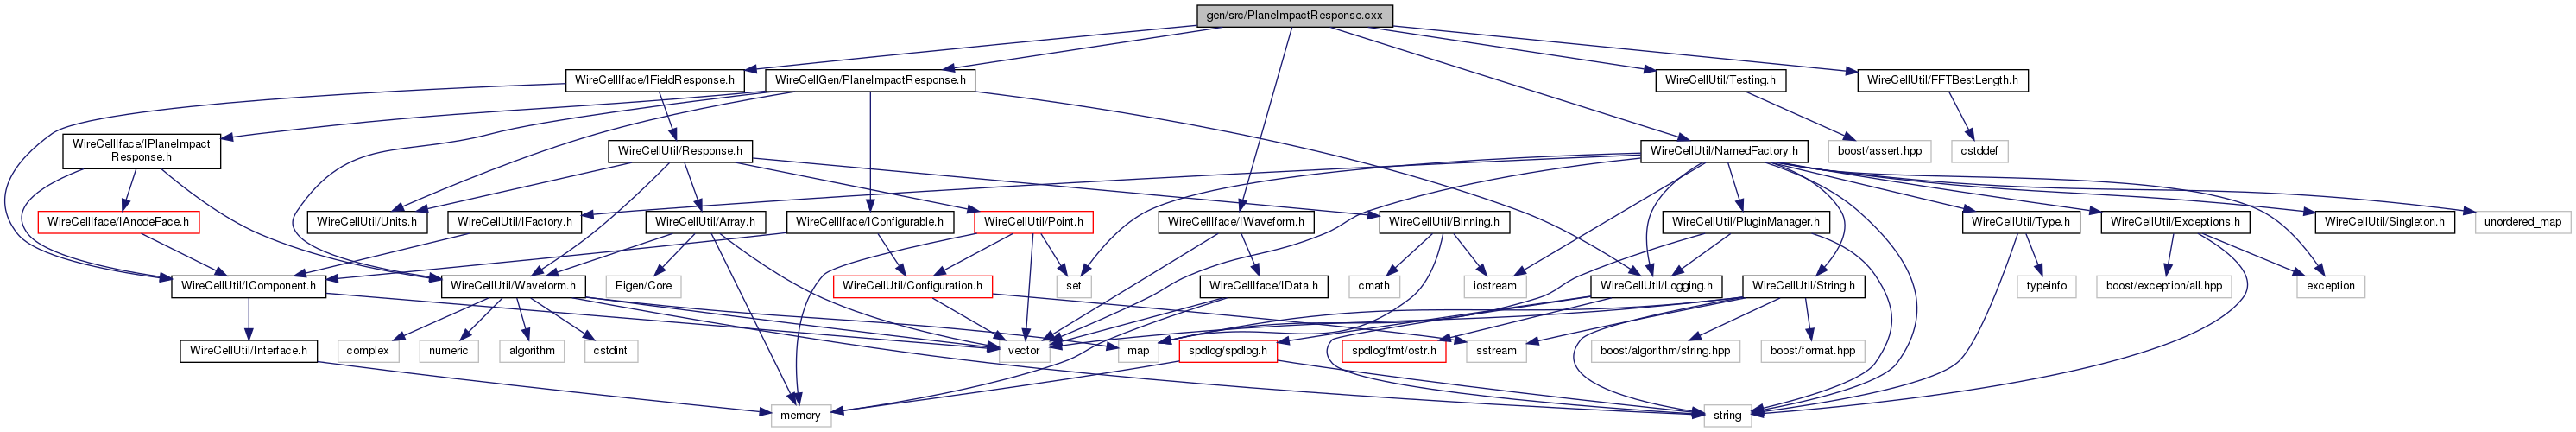 gen/src/PlaneImpactResponse.cxx
WireCellIface/IFieldResponse.h
WireCellGen/PlaneImpactResponse.h
WireCellUtil/Testing.h
WireCellUtil/FFTBestLength.h
WireCellIface/IPlaneImpact
Response.h
WireCellUtil/Response.h
WireCellUtil/NamedFactory.h
boost/assert.hpp
cstddef
WireCellIface/IAnodeFace.h
WireCellUtil/Units.h
WireCellUtil/IFactory.h
WireCellUtil/Array.h
WireCellIface/IConfigurable.h
WireCellUtil/Point.h
WireCellIface/IWaveform.h
WireCellUtil/Binning.h
WireCellUtil/PluginManager.h
WireCellUtil/Type.h
WireCellUtil/Exceptions.h
WireCellUtil/Singleton.h
unordered_map
WireCellUtil/IComponent.h
WireCellUtil/Waveform.h
Eigen/Core
WireCellUtil/Configuration.h
set
WireCellIface/IData.h
cmath
iostream
WireCellUtil/Logging.h
WireCellUtil/String.h
typeinfo
boost/exception/all.hpp
exception
WireCellUtil/Interface.h
complex
numeric
algorithm
cstdint
vector
map
spdlog/spdlog.h
spdlog/fmt/ostr.h
sstream
boost/algorithm/string.hpp
boost/format.hpp
memory
string